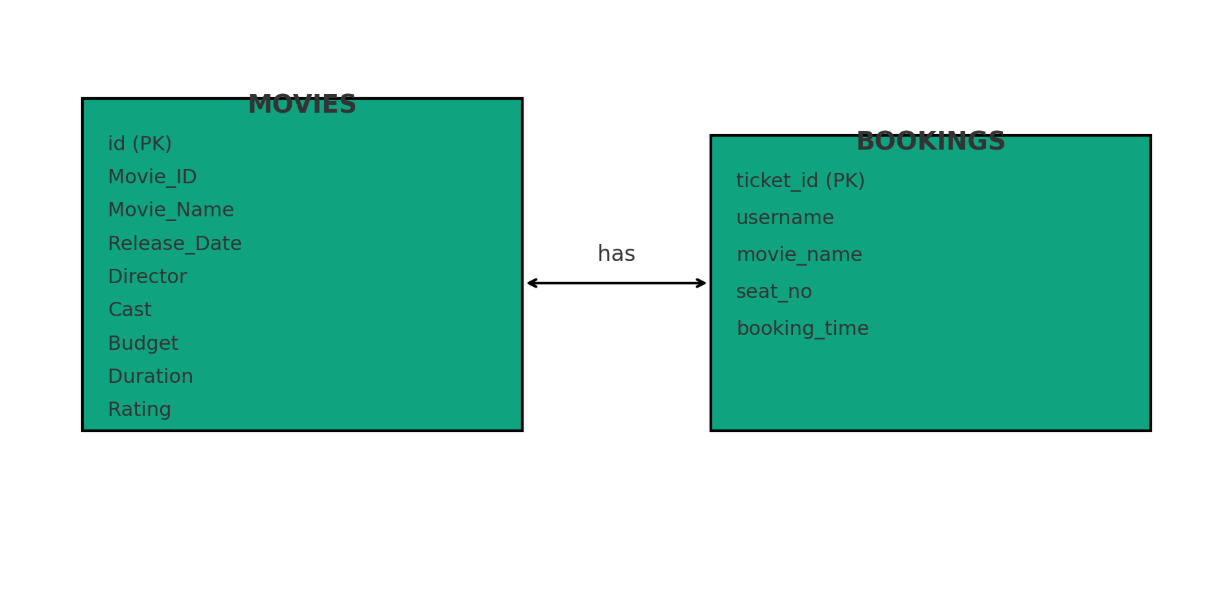 MOVIES
id (PK)
Movie_ID
Movie_Name
Release_Date
Director
Cast
Budget
Duration
Rating
has
BOOKINGS
ticket_id (PK)
username
movie_name
seat_no
booking_time